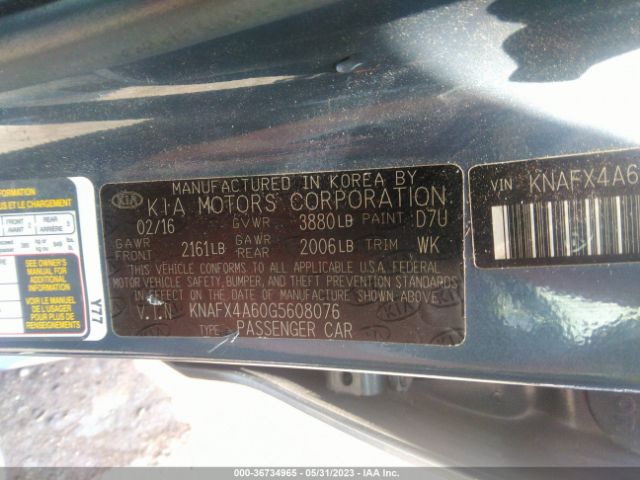 MANUFACTURED IN KOREA BY
KIA KIA MOTORS CORPORATION
02/16 GVWR 3880LB PAINT D7U
GAWR FRONT 2161LB GAWR REAR 2006LB TRIM WK
THIS VEHICLE CONFORMS TO ALL APPLICABLE U.S.A FEDERAL
MOTOR VEHICLE SAFETY, BUMPER, AND THEFT PREVENTION STANDARDS
IN EFFECT ON THE DATE OF MANUFACTURE SHOWN ABOVE.
V.I.N KNAFX4A60G5608076
TYPE : PASSENGER CAR
VIN KNAFX4A6
FORMATION
FRONT
AVANT
REAR
ARRIÈRE
SEE OWNER'S
MANUAL FOR
ADDITIONAL
INFORMATION
VOIR LE MANUEL
DE L'USAGER
POUR PLUS DE
RENSEIGNEMENTS
Y77
000-36734965 - 05/31/2023 - IAA Inc.